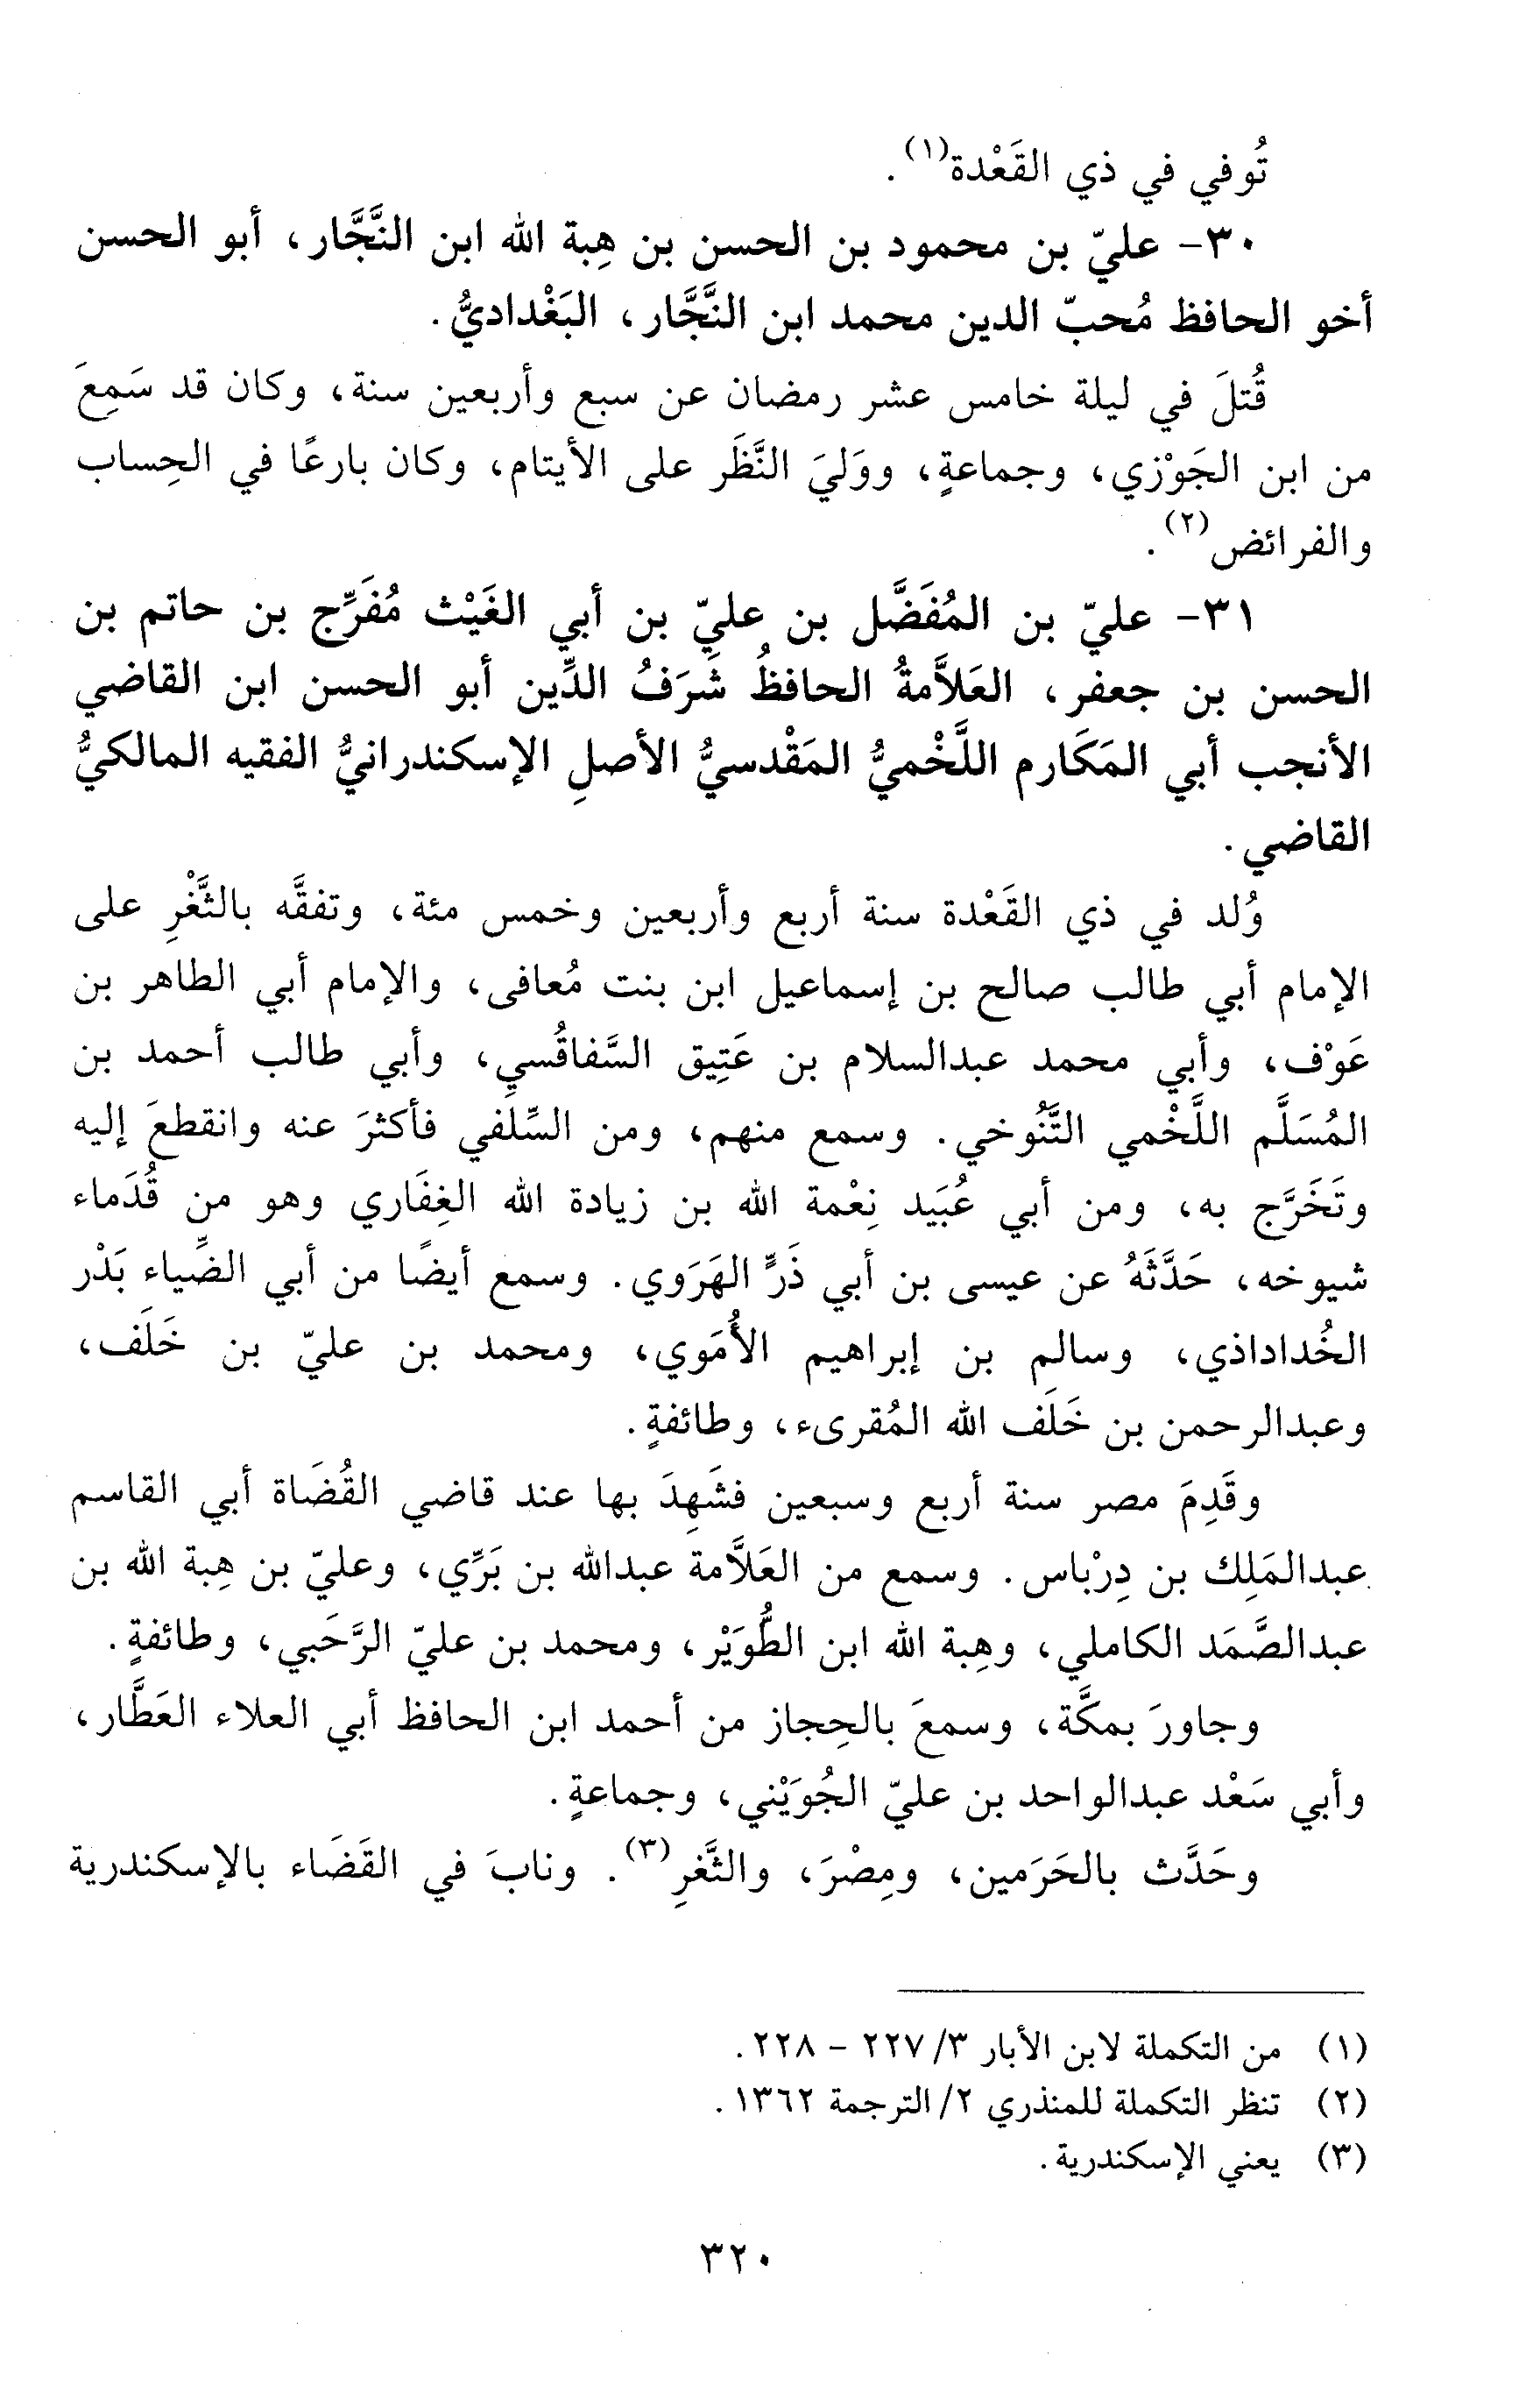 تُوفي في ذي القَعْدة(١).
٣٠- عليّ بن محمود بن الحسن بن هِبة الله ابن النَّجَّار، أبو الحسن
أخو الحافظ مُحبّ الدين محمد ابن النَّجَّار، البَغْداديُّ.
قُتلَ في ليلة خامس عشر رمضان عن سبع وأربعين سنة، وكان قد سَمِعَ
من ابن الجَوْزي، وجماعةٍ، ووَليَ النَّظَر على الأيتام، وكان بارعًا في الحِساب
والفرائض(٢).
٣١- عليّ بن المُفَضَّل بن عليّ بن أبي الغَيْث مُفَرِّج بن حاتم بن
الحسن بن جعفر، العَلاَّمةُ الحافظُ شَرَفُ الدِّين أبو الحسن ابن القاضي
الأنجب أبي المَكَارم اللَّخْميُّ المَقْدسيُّ الأصلِ الإسكندرانيُّ الفقيه المالكيُّ
القاضي.
وُلد في ذي القَعْدة سنة أربع وأربعين وخمس مئة، وتفقَّه بالثَّغْرِ على
الإمام أبي طالب صالح بن إسماعيل ابن بنت مُعافى، والإمام أبي الطاهر بن
عَوْف، وأبي محمد عبدالسلام بن عَتِيق السَّفاقُسيِ، وأبي طالب أحمد بن
المُسَلَّم اللَّخْمي التَّنُوخي. وسمع منهم، ومن السِّلَفي فأكثرَ عنه وانقطعَ إليه
وتَخَرَّج به، ومن أبي عُبَيد نِعْمة الله بن زيادة الله الغِفَاري وهو من قُدَماء
شيوخه، حَدَّثَهُ عن عيسى بن أبي ذَرٍّ الهَرَوي. وسمع أيضًا من أبي الضِّياء بَدْر
الخُداداذي، وسالم بن إبراهيم الأُمَوي، ومحمد بن عليّ بن خَلَف،
وعبدالرحمن بن خَلَف الله المُقرىء، وطائفةٍ.
وقَدِمَ مصر سنة أربع وسبعين فشَهِدَ بها عند قاضي القُضَاة أبي القاسم
عبدالمَلِك بن دِرْباس. وسمع من العَلاَّمة عبدالله بن بَرِّي، وعليّ بن هِبة الله بن
عبدالصَّمَد الكاملي، وهِبة الله ابن الطُّوَيْر، ومحمد بن عليّ الرَّحَبي، وطائفةٍ.
وجاورَ بمكَّة، وسمعَ بالحِجاز من أحمد ابن الحافظ أبي العلاء العَطَّار،
وأبي سَعْد عبدالواحد بن عليّ الجُوَيْني، وجماعةٍ.
وحَدَّث بالحَرَمين، ومِصْرَ، والثَّغرِ(٣). ونابَ في القَضَاء بالإسكندرية
(١) من التكملة لابن الأبار ٣/ ٢٢٧ - ٢٢٨.
(٢) تنظر التكملة للمنذري ٢/ الترجمة ١٣٦٢.
(٣) يعني الإسكندرية.
٣٢٠